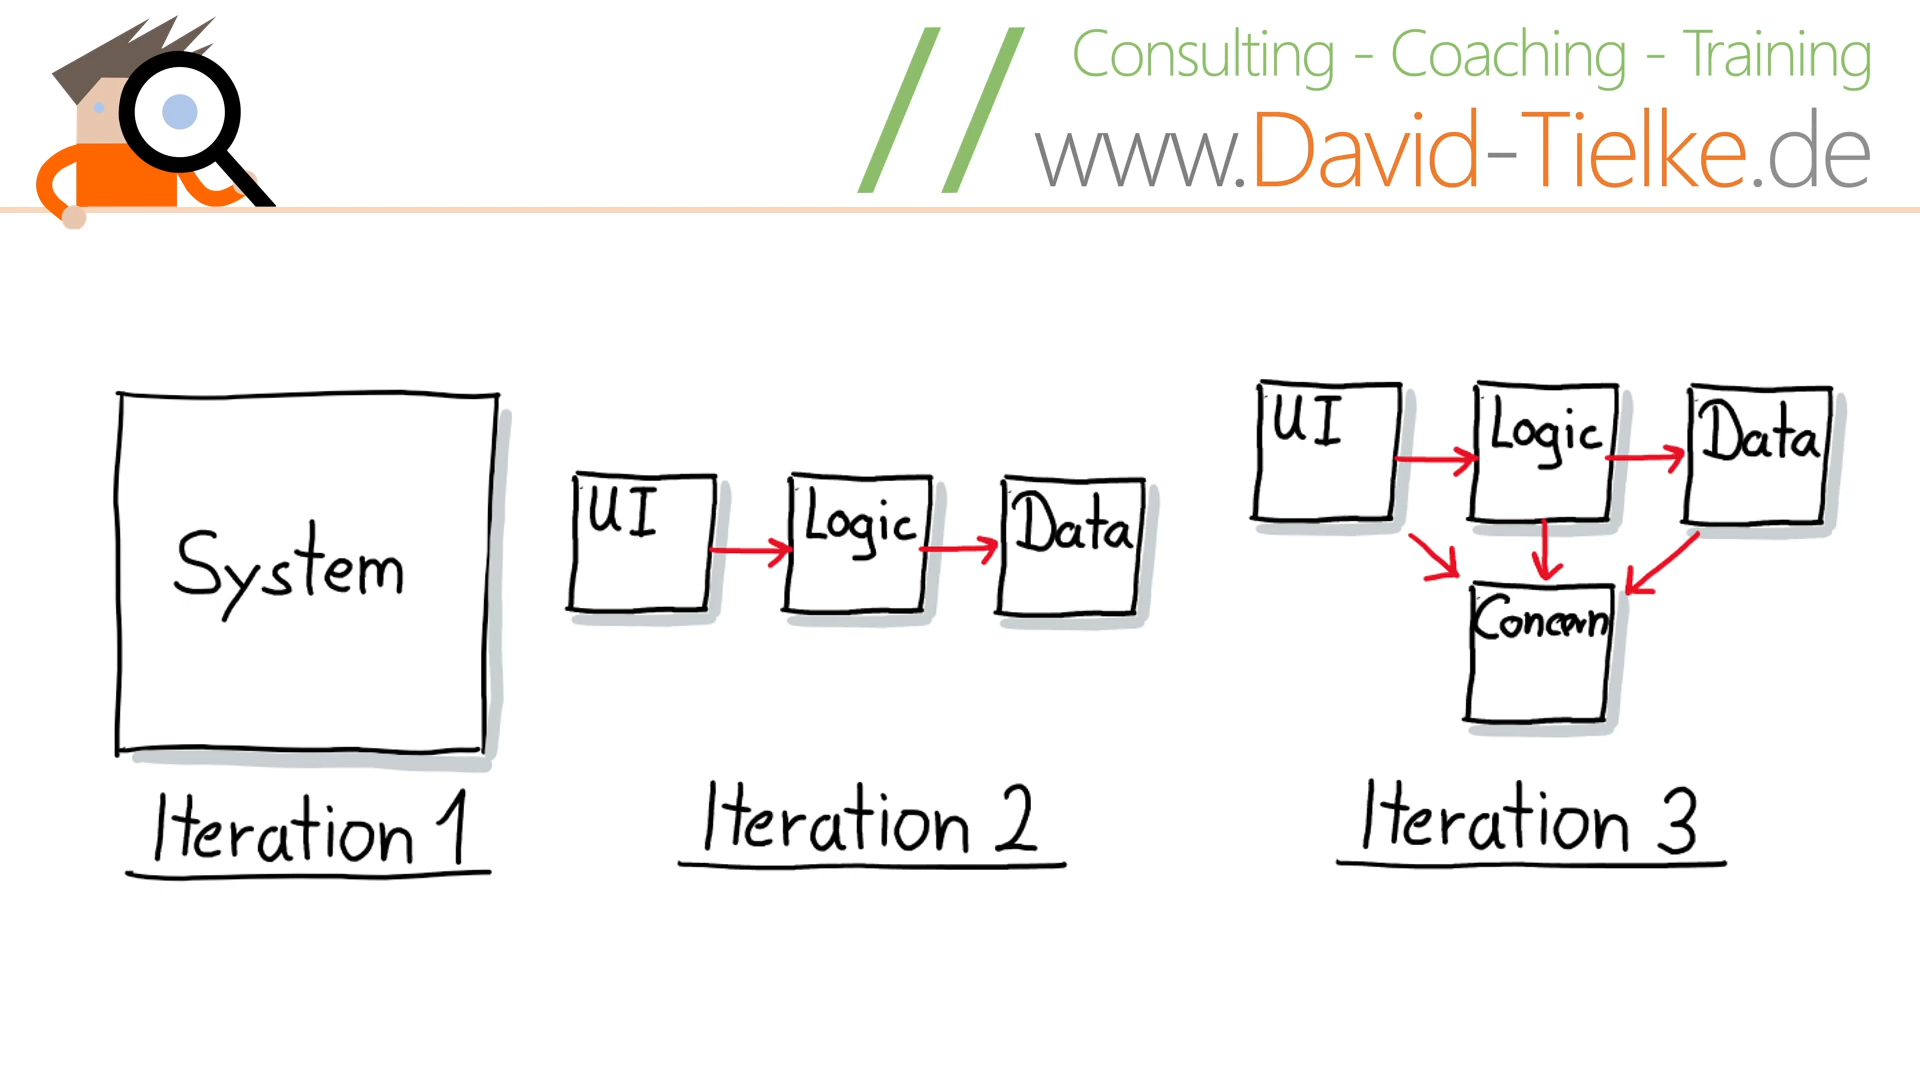 Consulting - Coaching - Training
www.David-Tielke.de
System
Iteration 1
UI
Logic
Data
Iteration 2
UI
Logic
Data
Concern
Iteration 3